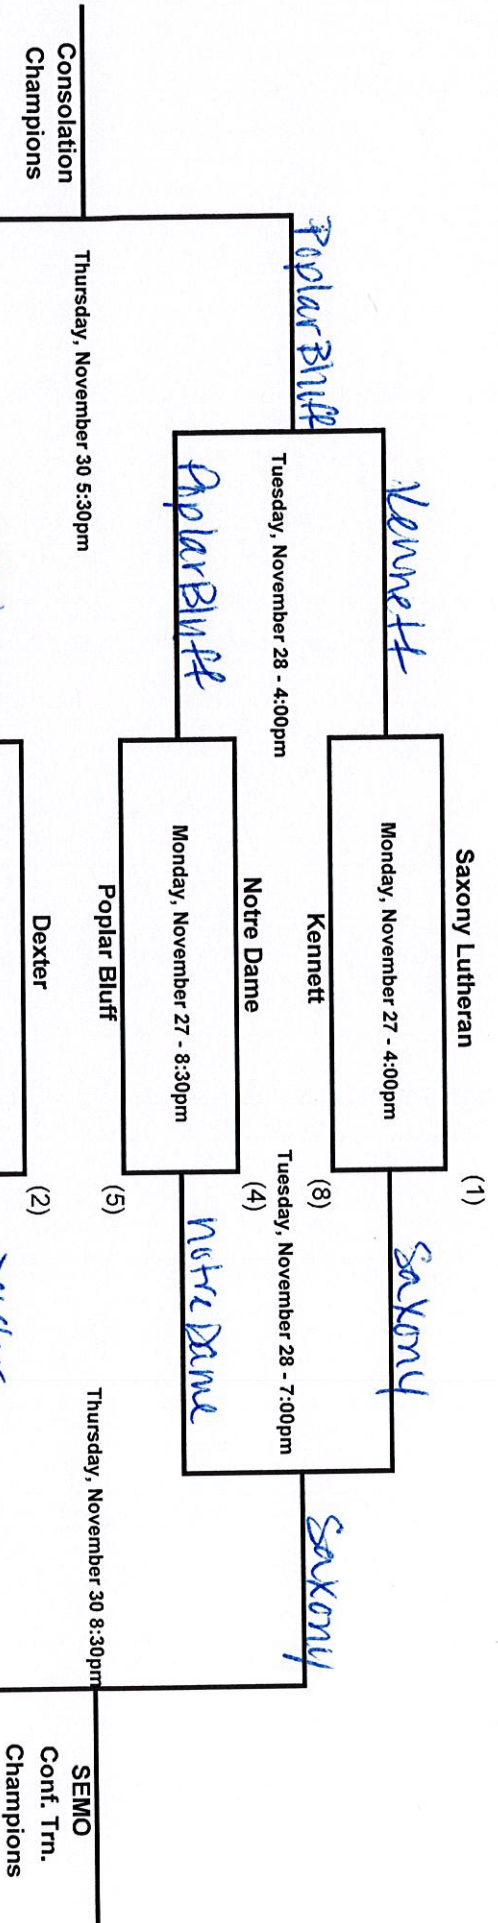 Saxony Lutheran
(1)
Monday, November 27 - 4:00pm
Kennett
Saxony
Kennett
(8)
Tuesday, November 28 - 4:00pm
Tuesday, November 28 - 7:00pm
Poplar Bluff
Saxony
Notre Dame
(4)
Monday, November 27 - 8:30pm
Poplar Bluff
Notre Dame
Poplar Bluff
(5)
Thursday, November 30 5:30pm
Thursday, November 30 8:30pm
Consolation
Champions
SEMO
Conf. Trn.
Champions
Dexter
(2)